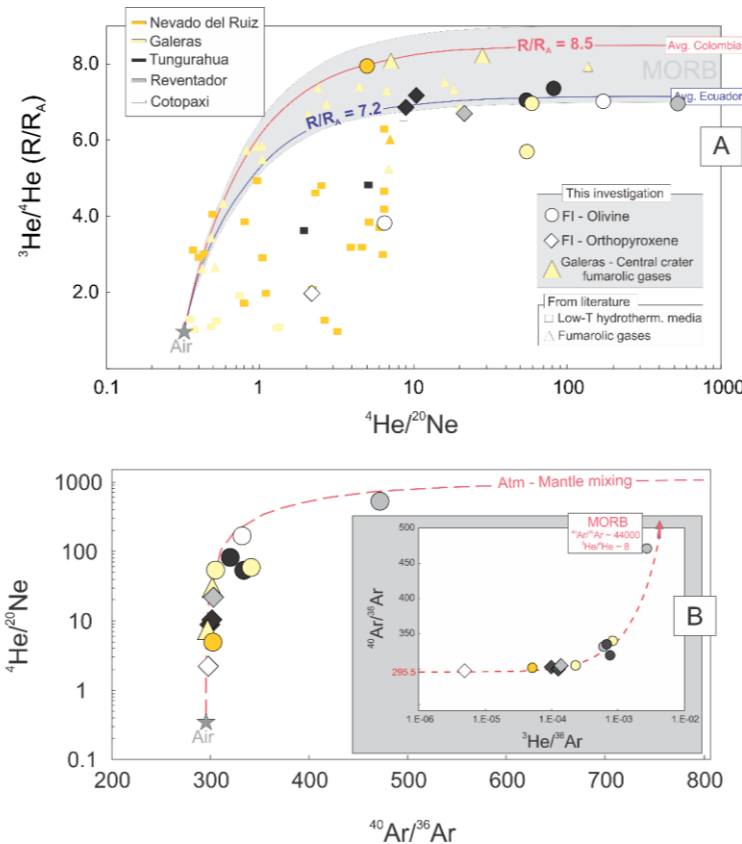 Nevado del Ruiz
Galeras
Tungurahua
Reventador
Cotopaxi
R/R_A = 8.5
Avg. Colombia
MORB
R/R_A = 7.2
Avg. Ecuador
A
8.0
6.0
4.0
2.0
³He/⁴He (R/R_A)
This investigation
FI - Olivine
FI - Orthopyroxene
Galeras - Central crater
fumarolic gases
From literature
Low-T hydrotherm. media
Fumarolic gases
Air
0.1 1 10 100 1000
⁴He/²⁰Ne
1000
100
10
1
0.1
⁴He/²⁰Ne
Atm - Mantle mixing
Air
B
MORB
⁴⁰Ar/³⁶Ar ~ 44000
³He/⁴He ~ 8
500
450
400
350
295.5
⁴⁰Ar/³⁶Ar
1.E-06 1.E-05 1.E-04 1.E-03 1.E-02
³He/³⁶Ar
200 300 400 500 600 700 800
⁴⁰Ar/³⁶Ar